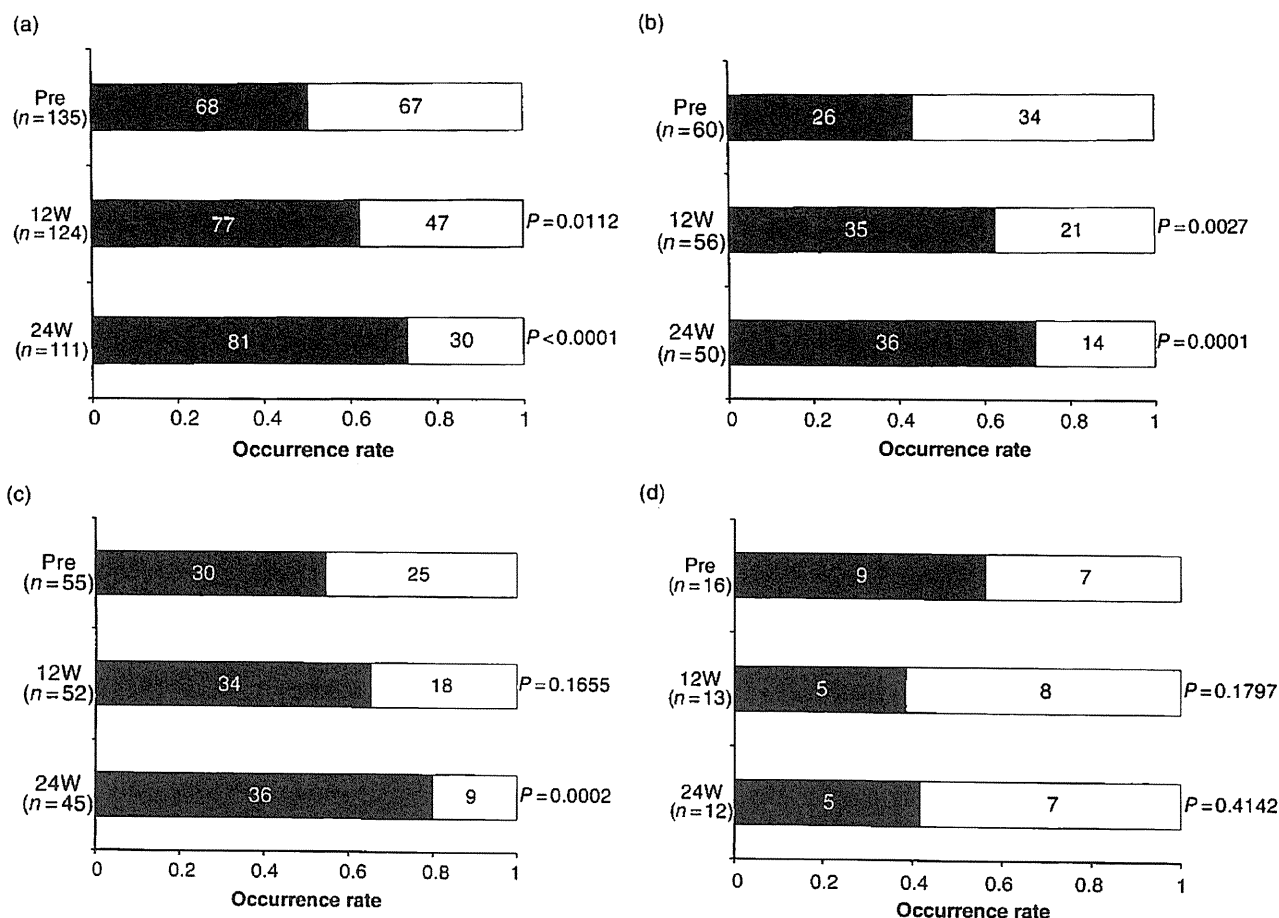 (a)
Pre
(n=135)
68
67
12W
(n=124)
77
47
P=0.0112
24W
(n=111)
81
30
P<0.0001
0 0.2 0.4 0.6 0.8 1
Occurrence rate
(b)
Pre
(n=60)
26
34
12W
(n=56)
35
21
P=0.0027
24W
(n=50)
36
14
P=0.0001
0 0.2 0.4 0.6 0.8 1
Occurrence rate
(c)
Pre
(n=55)
30
25
12W
(n=52)
34
18
P=0.1655
24W
(n=45)
36
9
P=0.0002
0 0.2 0.4 0.6 0.8 1
Occurrence rate
(d)
Pre
(n=16)
9
7
12W
(n=13)
5
8
P=0.1797
24W
(n=12)
5
7
P=0.4142
0 0.2 0.4 0.6 0.8 1
Occurrence rate